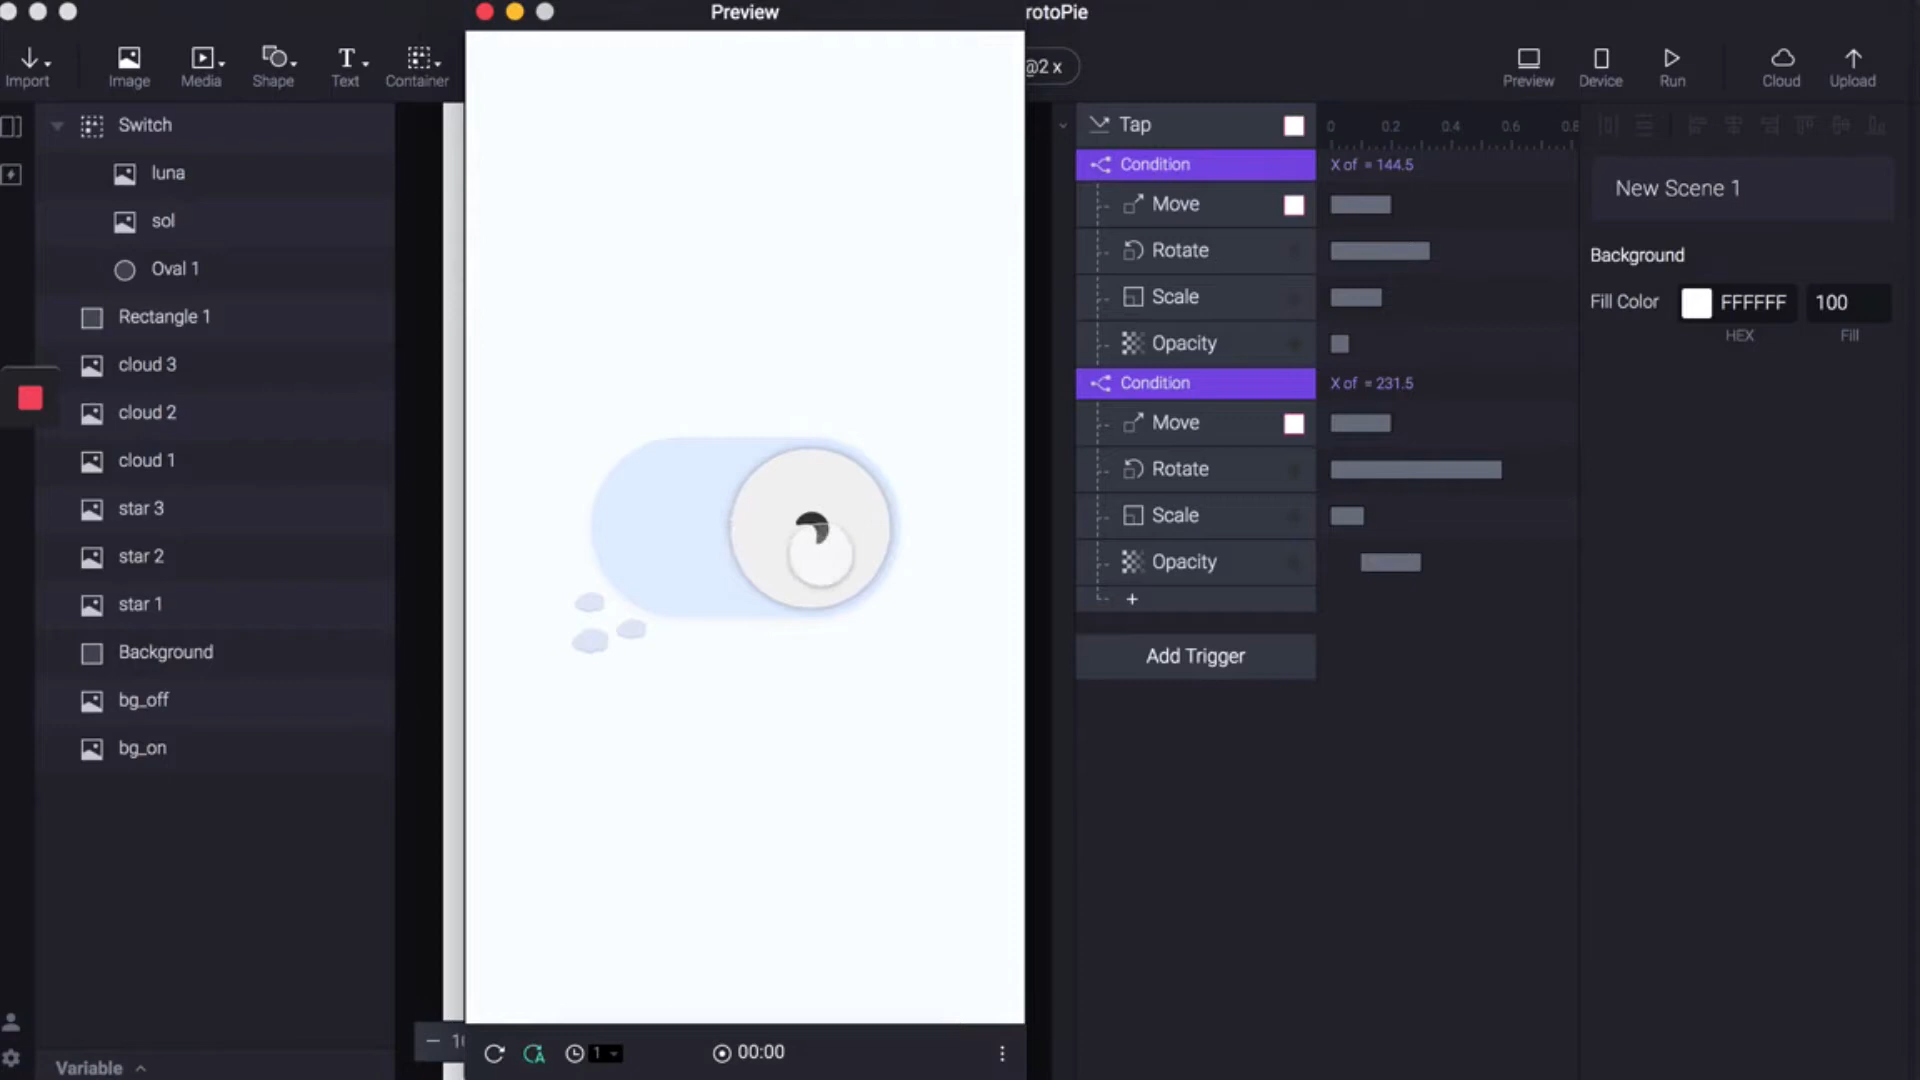 Preview
rotoPie
Import
Image
Media
Shape
Text
Container
@2 x
Preview
Device
Run
Cloud
Upload
Switch
luna
sol
Oval 1
Rectangle 1
cloud 3
cloud 2
cloud 1
star 3
star 2
star 1
Background
bg_off
bg_on
Variable
1
00:00
Tap
0 0.2 0.4 0.6 0.8
Condition
X of = 144.5
Move
Rotate
Scale
Opacity
Condition
X of = 231.5
Move
Rotate
Scale
Opacity
+
Add Trigger
New Scene 1
Background
Fill Color
FFFFFF
100
HEX
Fill